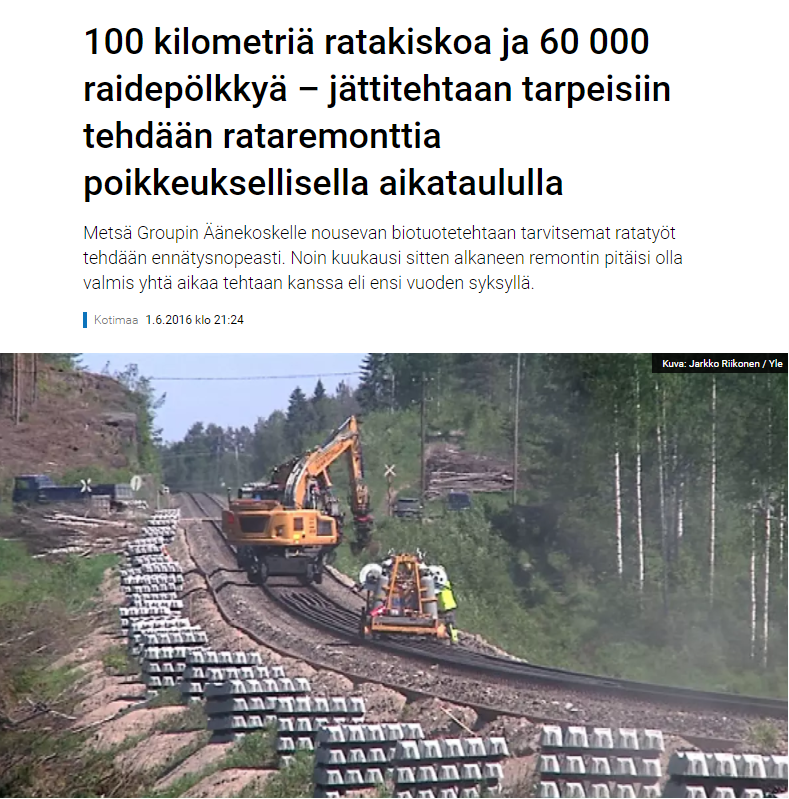 100 kilometriä ratakiskoa ja 60 000
raidepölkkyä – jättitehtaan tarpeisiin
tehdään rataremonttia
poikkeuksellisella aikataululla
Metsä Groupin Äänekoskelle nousevan biotuotetehtaan tarvitsemat ratatyöt
tehdään ennätysnopeasti. Noin kuukausi sitten alkaneen remontin pitäisi olla
valmis yhtä aikaa tehtaan kanssa eli ensi vuoden syksyllä.
Kotimaa 1.6.2016 klo 21:24
Kuva: Jarkko Riikonen / Yle